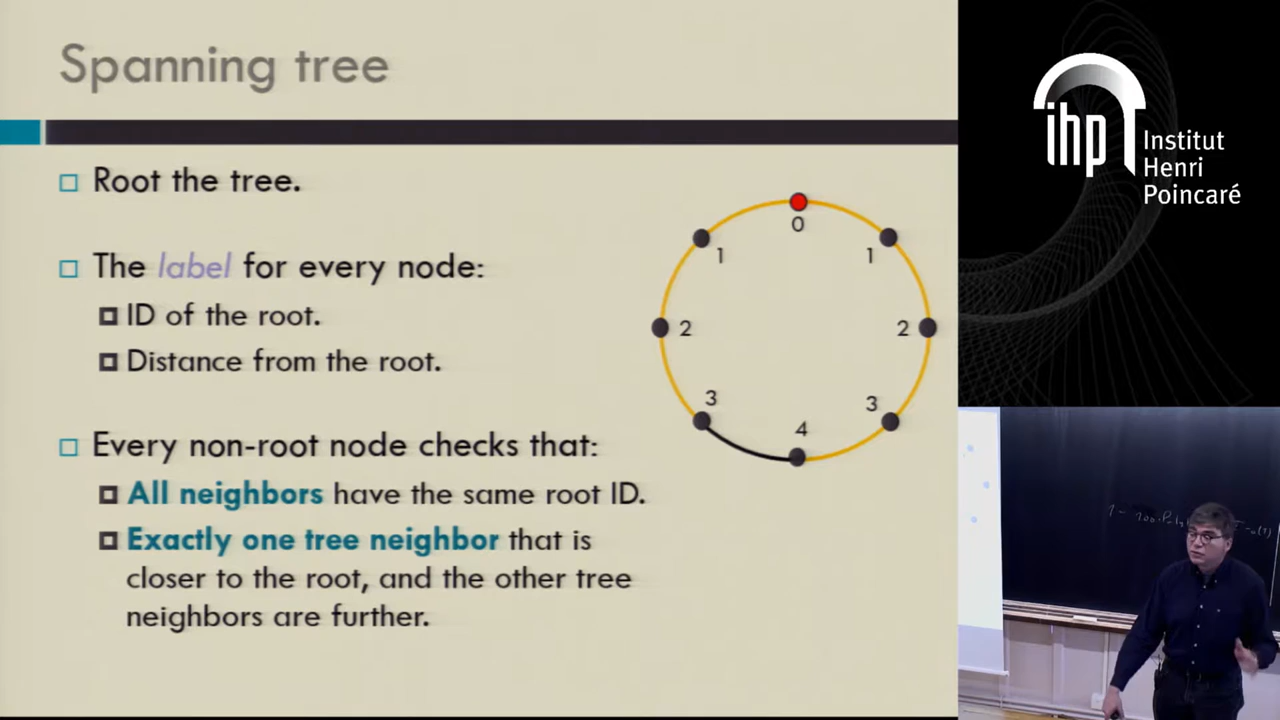 Spanning tree
Root the tree.
The label for every node:
ID of the root.
Distance from the root.
Every non-root node checks that:
All neighbors have the same root ID.
Exactly one tree neighbor that is
closer to the root, and the other tree
neighbors are further.
0
1
1
2
2
3
3
4
ihp
Institut
Henri
Poincaré